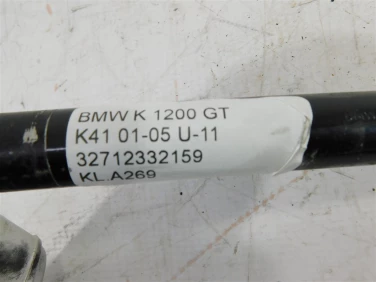 BMW K 1200 GT
K41 01-05 U-11
32712332159
KL A269